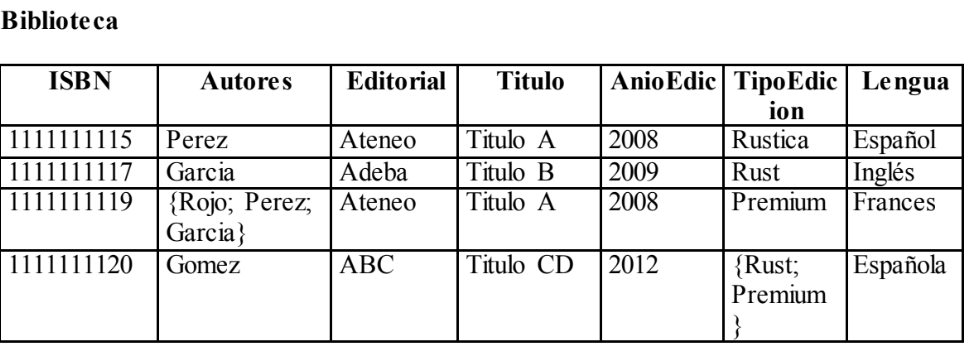 Biblioteca
ISBN Autores Editorial Titulo AnioEdic TipoEdic
ion Lengua
1111111115 Perez Ateneo Titulo A 2008 Rustica Español
1111111117 Garcia Adeba Titulo B 2009 Rust Inglés
1111111119 {Rojo; Perez; Ateneo Titulo A 2008 Premium Frances
Garcia}
1111111120 Gomez ABC Titulo CD 2012 {Rust; Española
Premium
}